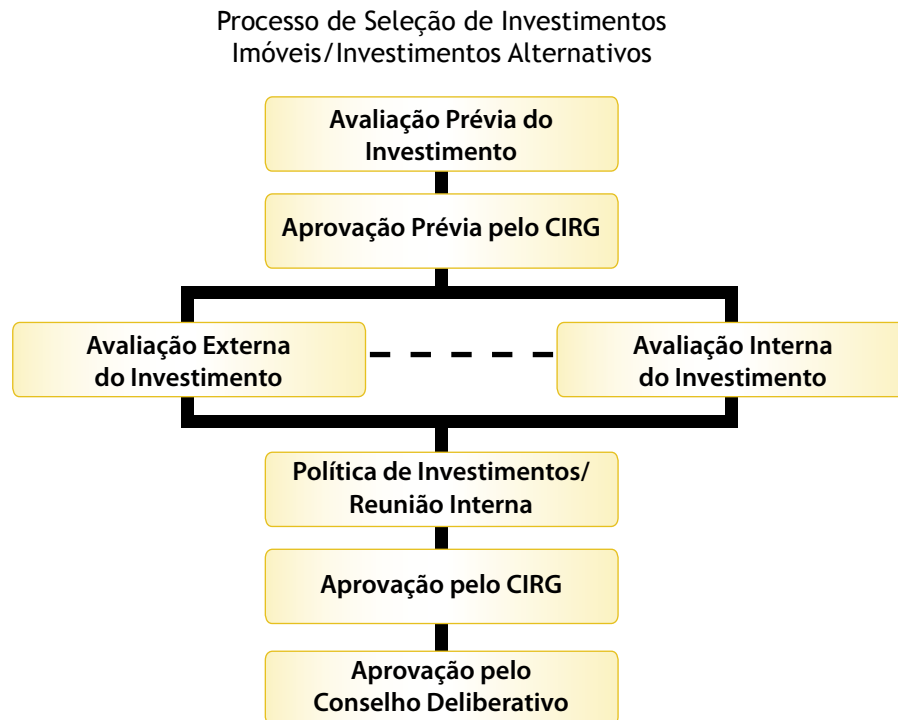 Processo de Seleção de Investimentos
Imóveis/Investimentos Alternativos
Avaliação Prévia do
Investimento
Aprovação Prévia pelo CIRG
Avaliação Externa
do Investimento
Avaliação Interna
do Investimento
Política de Investimentos/
Reunião Interna
Aprovação pelo CIRG
Aprovação pelo
Conselho Deliberativo